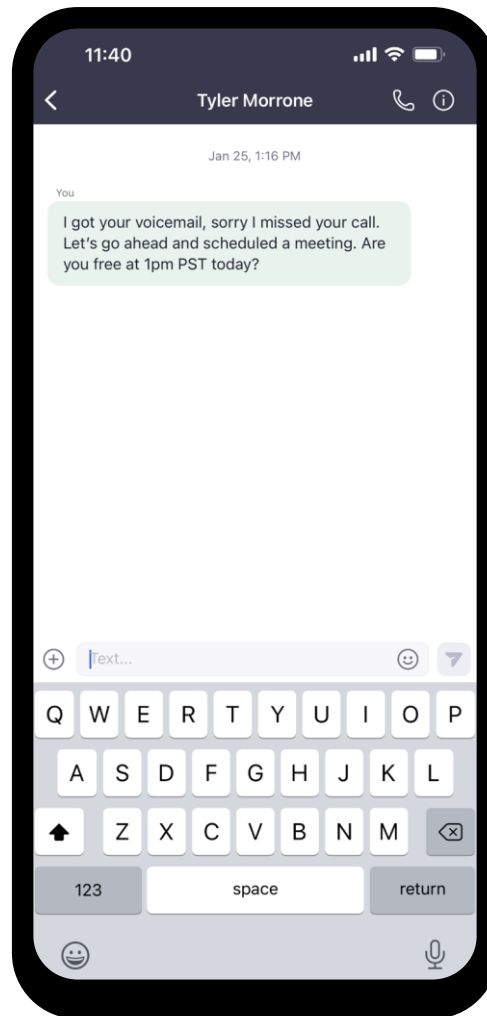 11:40
Tyler Morrone
Jan 25, 1:16 PM
You
I got your voicemail, sorry I missed your call.
Let's go ahead and scheduled a meeting. Are
you free at 1pm PST today?
Text...
Q W E R T Y U I O P
A S D F G H J K L
Z X C V B N M
123 space return